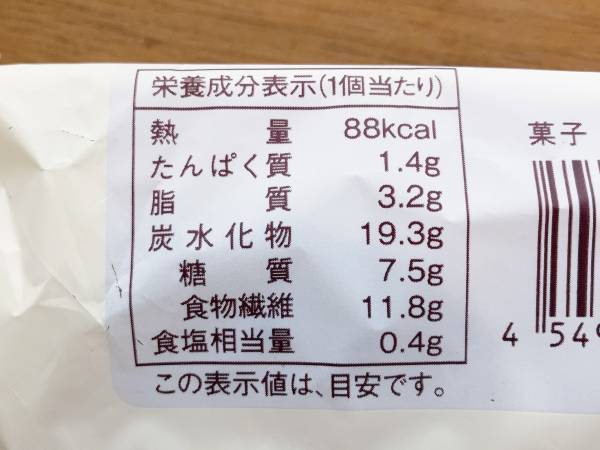 栄養成分表示(1個当たり)
熱量 88kcal
たんぱく質 1.4g
脂質 3.2g
炭水化物 19.3g
糖質 7.5g
食物繊維 11.8g
食塩相当量 0.4g
この表示値は、目安です。
菓子
4 549